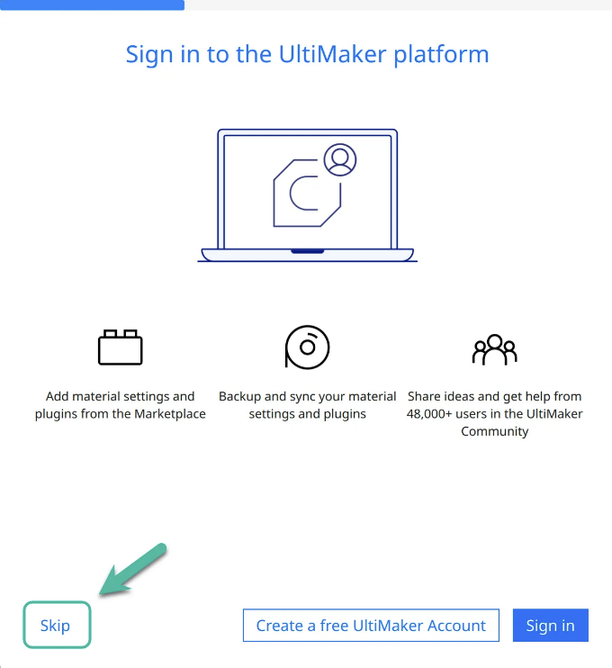 Sign in to the UltiMaker platform
Add material settings and
plugins from the Marketplace
Backup and sync your material
settings and plugins
Share ideas and get help from
48,000+ users in the UltiMaker
Community
Skip
Create a free UltiMaker Account
Sign in